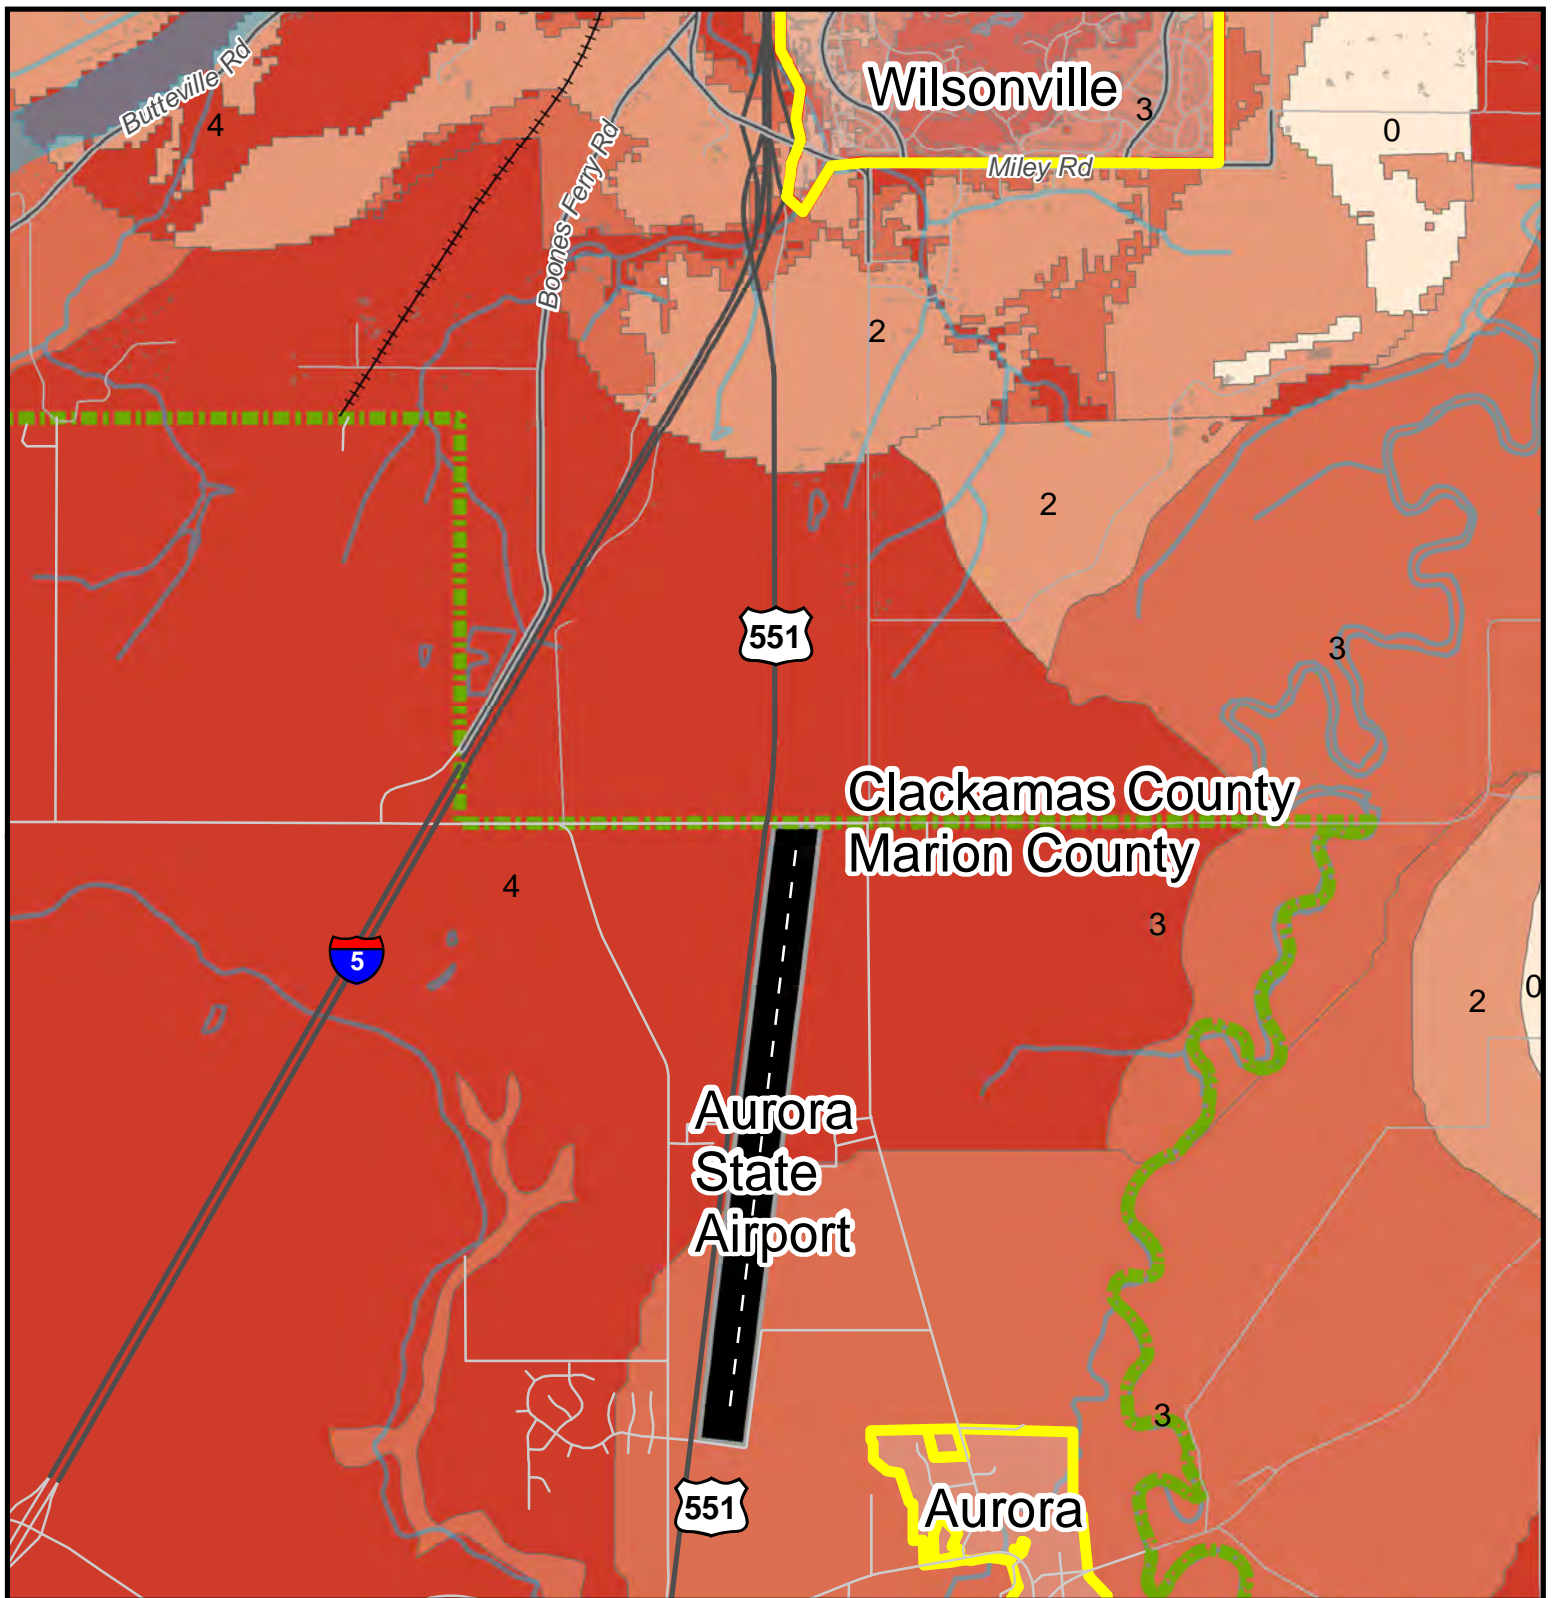 Wilsonville
Butteville Rd
4
3
0
Miley Rd
Boones Ferry Rd
2
2
551
3
Clackamas County
Marion County
4
3
5
2
0
Aurora
State
Airport
3
551
Aurora